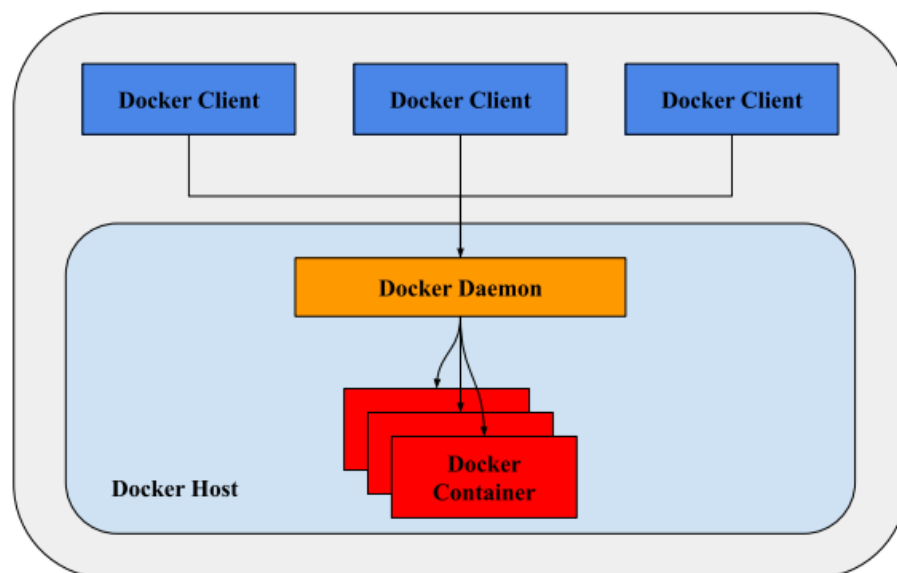 Docker Client
Docker Client
Docker Client
Docker Daemon
Docker
Container
Docker Host